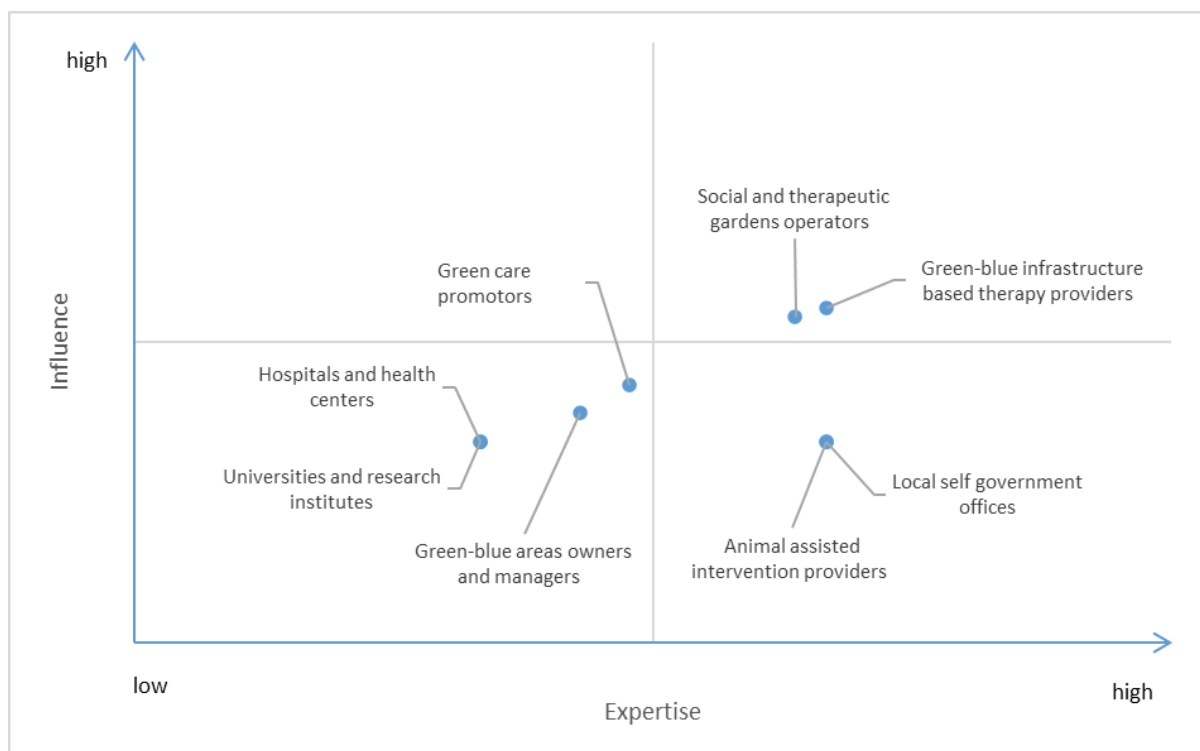 high
Social and therapeutic
gardens operators
Green care
promotors
Green-blue infrastructure
based therapy providers
Influence
Hospitals and health
centers
Universities and research
institutes
Local self government
offices
Green-blue areas owners
and managers
Animal assisted
intervention providers
low
high
Expertise